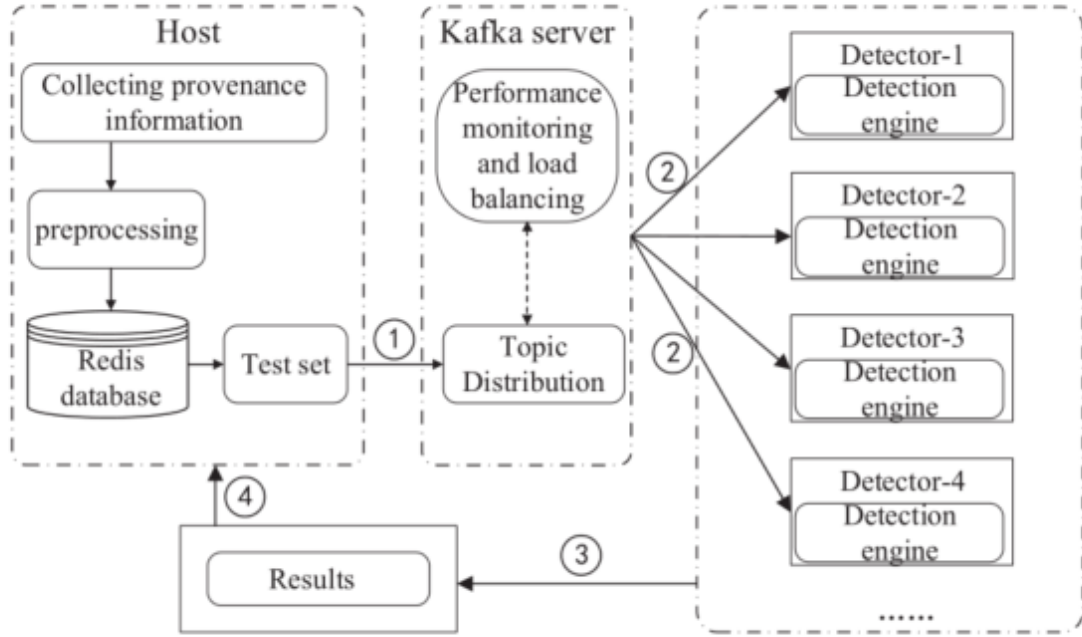 Host
Collecting provenance
information
preprocessing
Redis
database
Test set
①
Kafka server
Performance
monitoring
and load
balancing
Topic
Distribution
②
②
Detector-1
Detection
engine
Detector-2
Detection
engine
Detector-3
Detection
engine
Detector-4
Detection
engine
......
③
Results
④